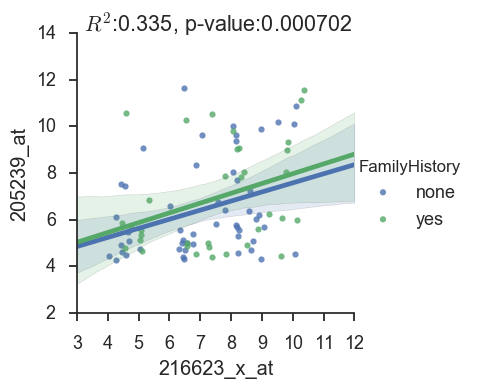 R²:0.335, p-value:0.000702
14
12
10
8
6
4
2
205239_at
3 4 5 6 7 8 9 10 11 12
216623_x_at
FamilyHistory
none
yes